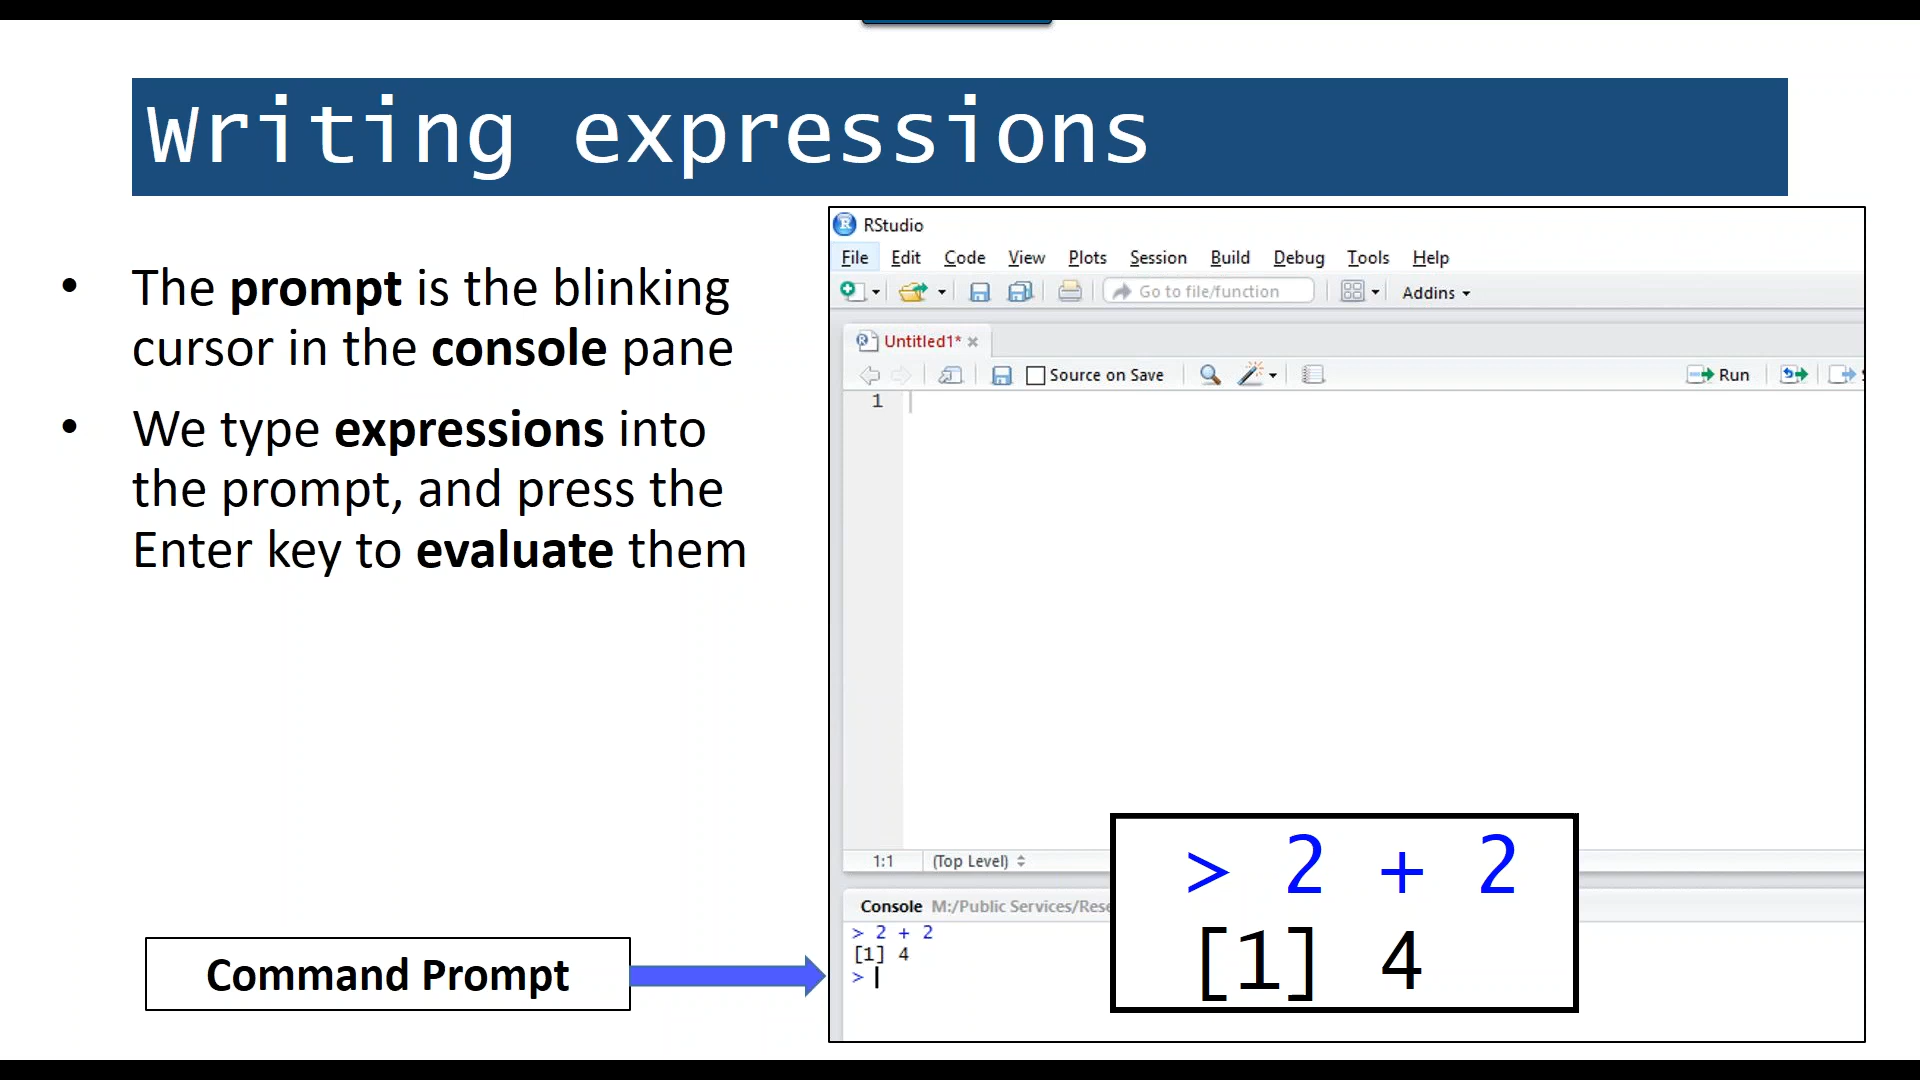 Writing expressions
• The prompt is the blinking
cursor in the console pane
• We type expressions into
the prompt, and press the
Enter key to evaluate them
Command Prompt
RStudio
File Edit Code View Plots Session Build Debug Tools Help
Go to file/function Addins
Untitled1*
Source on Save Run
1
1:1 (Top Level)
Console M:/Public Services/
> 2 + 2
[1] 4
>
> 2 + 2
[1] 4